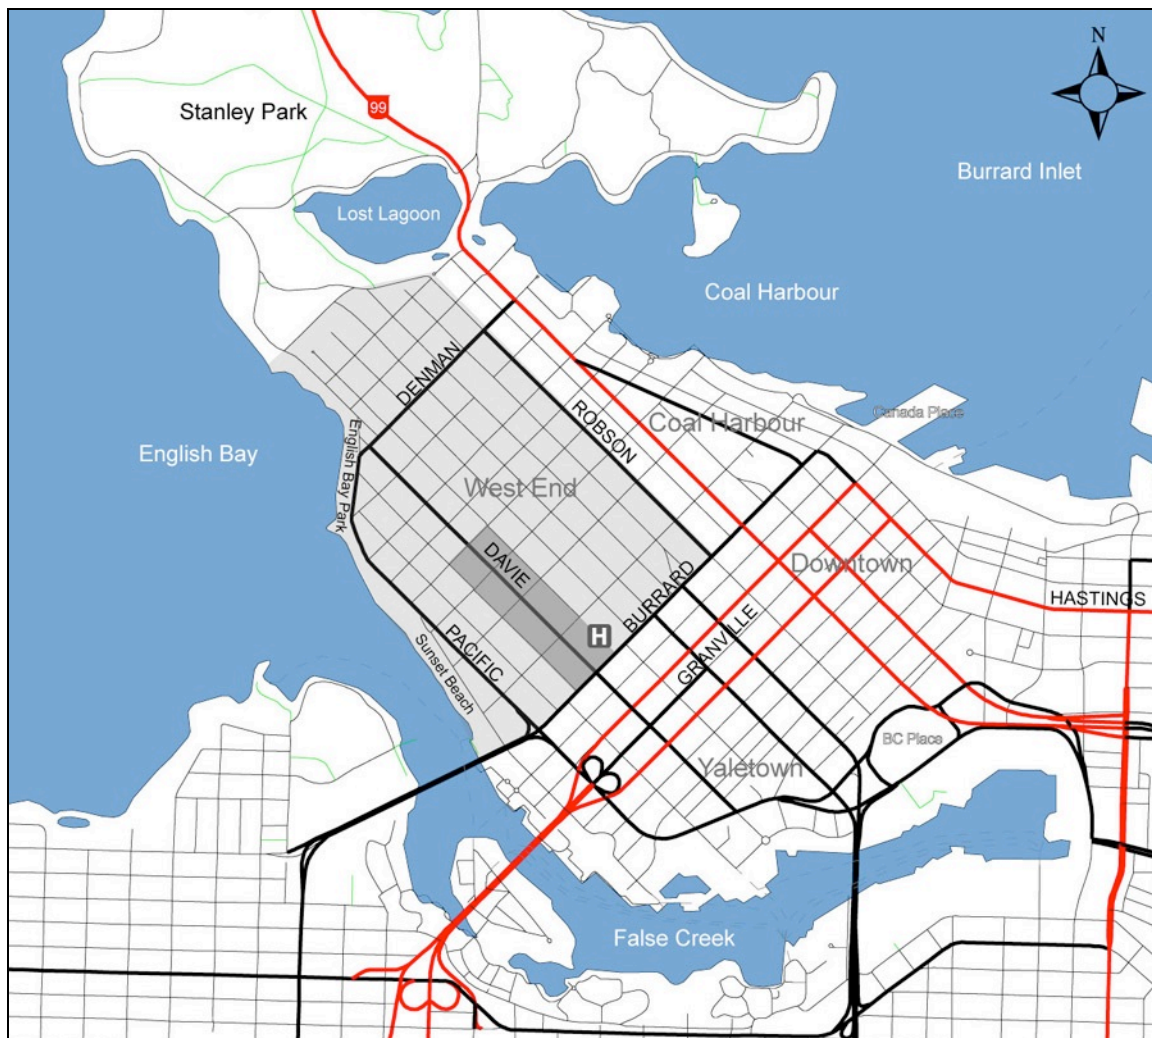 N
Stanley Park
99
Burrard Inlet
Lost Lagoon
Coal Harbour
DENMAN
ROBSON
Coal Harbour
Canada Place
English Bay
English Bay Park
West End
DAVIE
Downtown
BURRARD
HASTINGS
H
GRANVILLE
PACIFIC
Sunset Beach
BC Place
Yaletown
False Creek